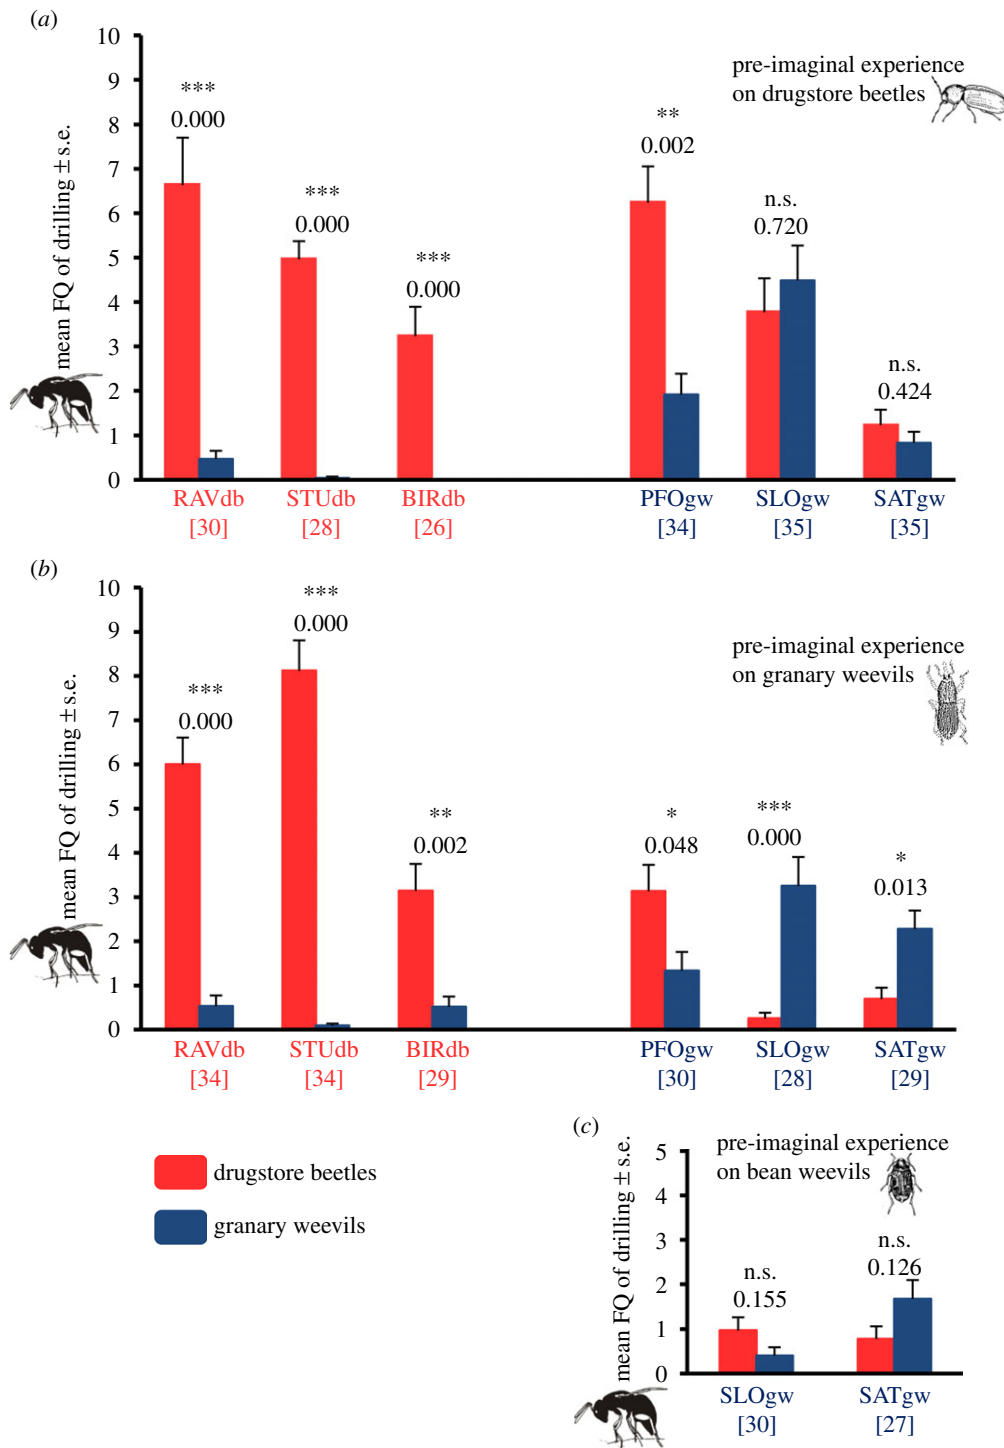 (a)
mean FQ of drilling ± s.e.
10
9
8
7
6
5
4
3
2
1
0
pre-imaginal experience
on drugstore beetles
***
0.000
***
0.000
***
0.000
**
0.002
n.s.
0.720
n.s.
0.424
RAVdb STUdb BIRdb PFOgw SLOgw SATgw
[30] [28] [26] [34] [35] [35]
(b)
mean FQ of drilling ± s.e.
10
9
8
7
6
5
4
3
2
1
0
pre-imaginal experience
on granary weevils
***
0.000
***
0.000
**
0.002
*
0.048
***
0.000
*
0.013
RAVdb STUdb BIRdb PFOgw SLOgw SATgw
[34] [34] [29] [30] [28] [29]
drugstore beetles
granary weevils
(c)
mean FQ of drilling ± s.e.
5
4
3
2
1
0
pre-imaginal experience
on bean weevils
n.s.
0.155
n.s.
0.126
SLOgw SATgw
[30] [27]